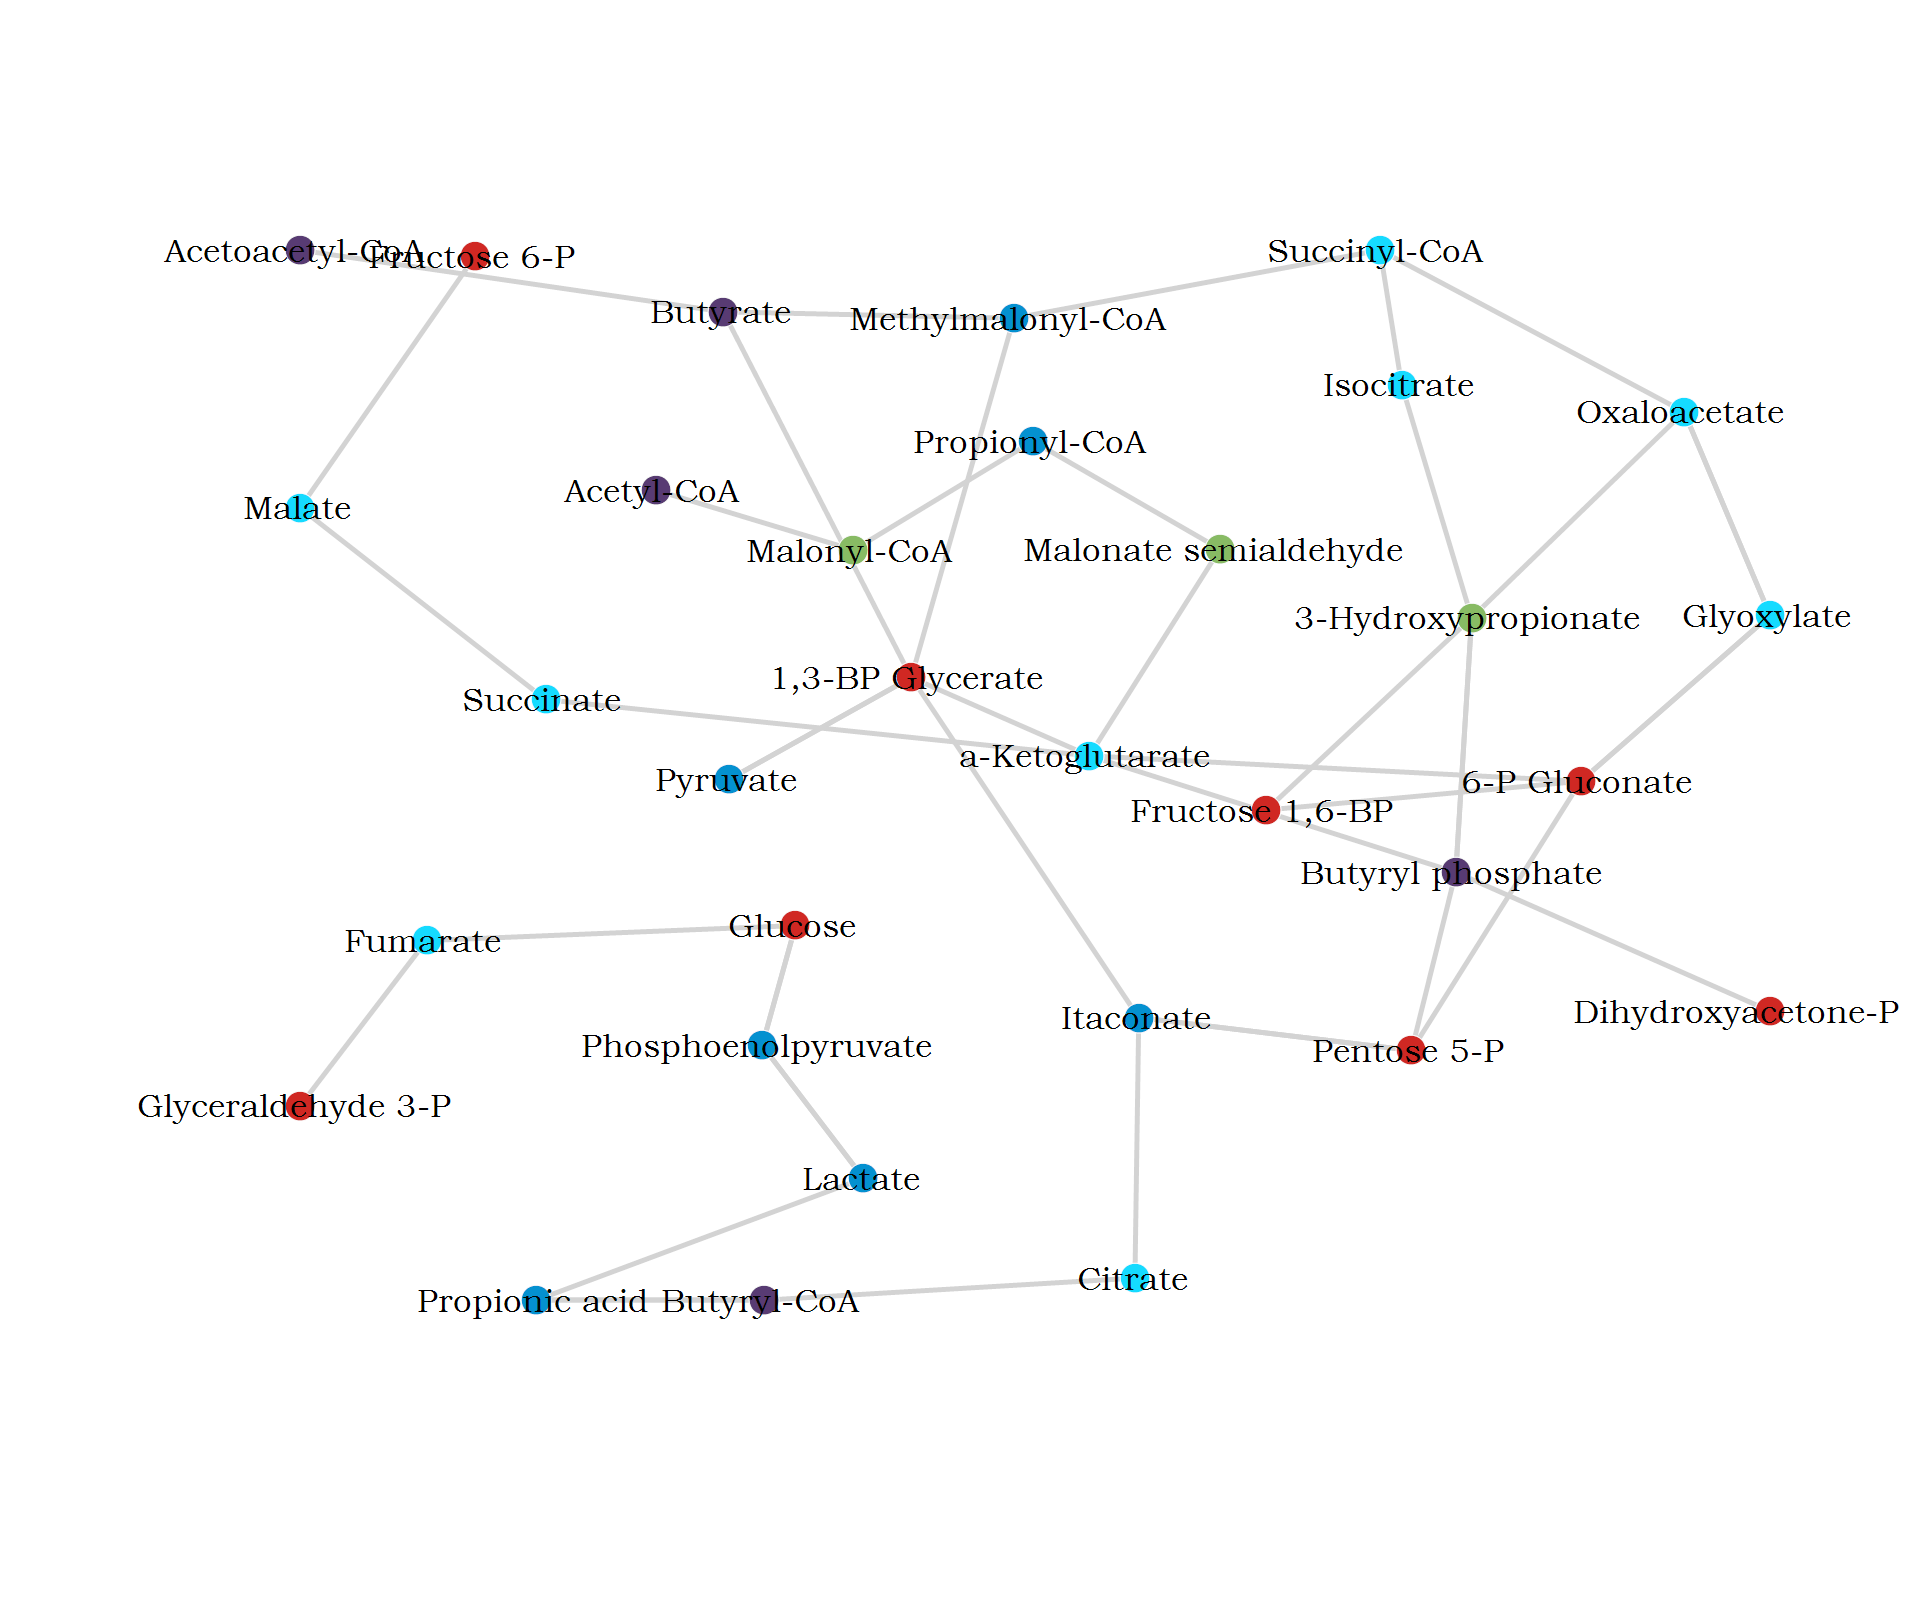 Acetoacetyl-CoA
Fructose 6-P
Succinyl-CoA
Butyrate
Methylmalonyl-CoA
Isocitrate
Oxaloacetate
Propionyl-CoA
Acetyl-CoA
Malate
Malonyl-CoA
Malonate semialdehyde
3-Hydroxypropionate
Glyoxylate
1,3-BP Glycerate
Succinate
a-Ketoglutarate
Pyruvate
6-P Gluconate
Fructose 1,6-BP
Butyryl phosphate
Glucose
Fumarate
Dihydroxyacetone-P
Itaconate
Phosphoenolpyruvate
Pentose 5-P
Glyceraldehyde 3-P
Lactate
Citrate
Propionic acid
Butyryl-CoA